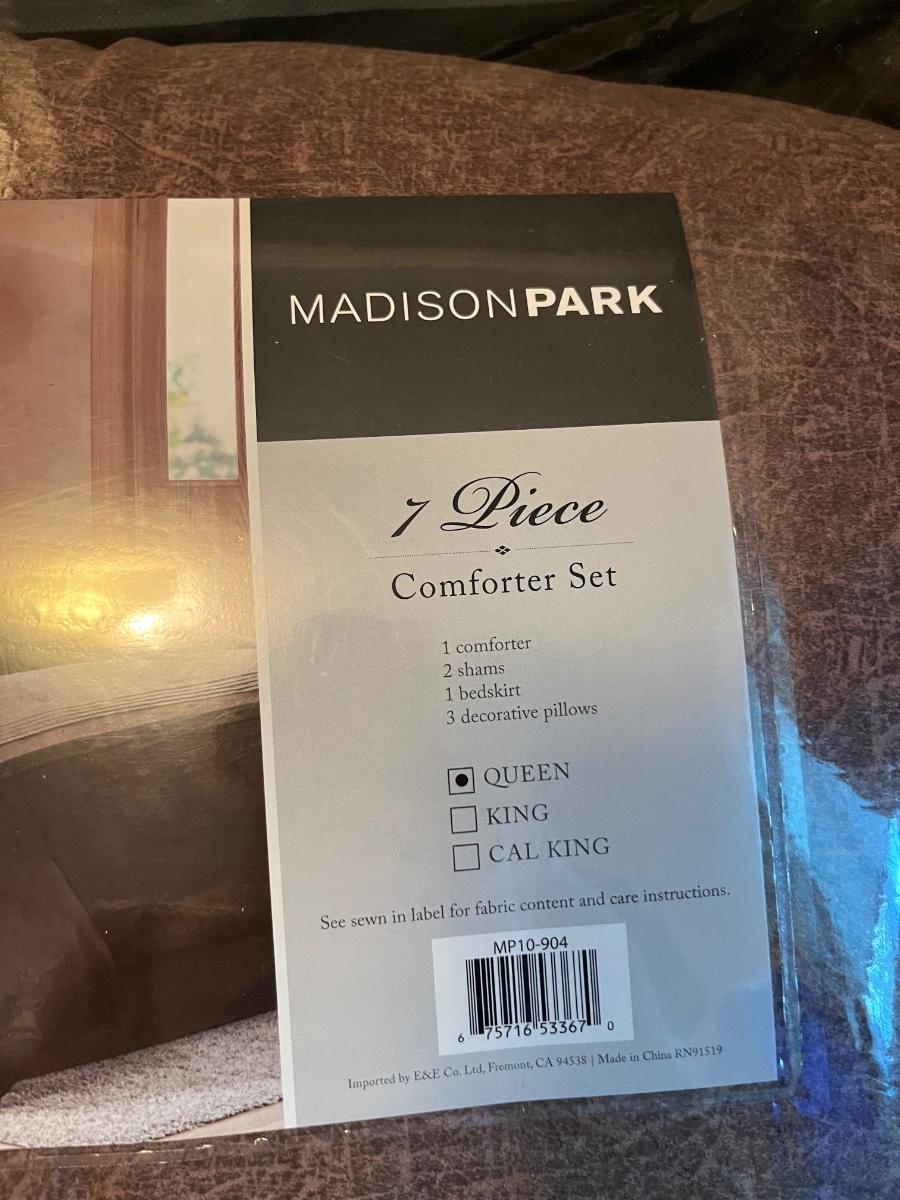 MADISONPARK
7 Piece
Comforter Set
1 comforter
2 shams
1 bedskirt
3 decorative pillows
QUEEN
KING
CAL KING
See sewn in label for fabric content and care instructions.
MP10-904
6 75716 53367 0
Imported by E&E Co. Ltd, Fremont, CA 94538 | Made in China RN91519